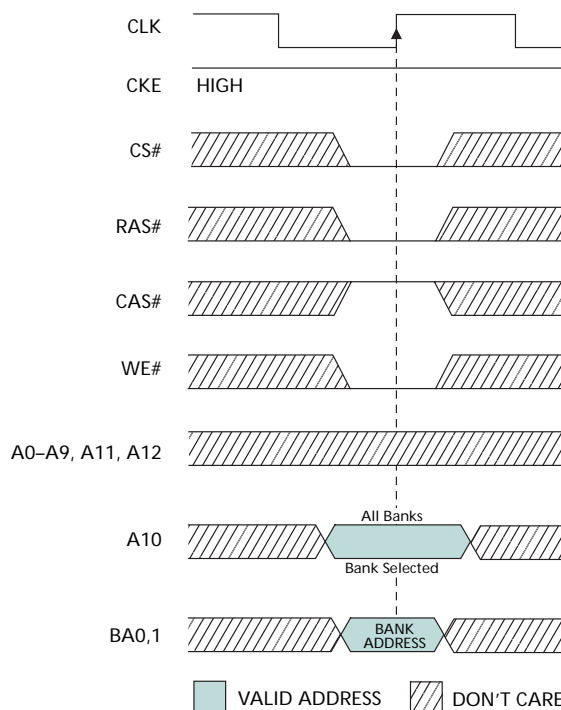 CLK
CKE HIGH
CS#
RAS#
CAS#
WE#
A0–A9, A11, A12
All Banks
A10
Bank Selected
BA0,1
BANK
ADDRESS
VALID ADDRESS DON'T CARE